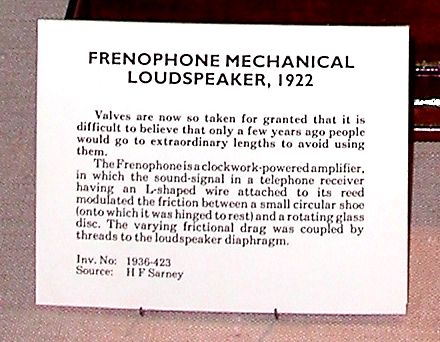 FRENOPHONE MECHANICAL
LOUDSPEAKER, 1922
Valves are now so taken for granted that it is
difficult to believe that only a few years ago people
would go to extraordinary lengths to avoid using
them.
The Frenophone is a clockwork-powered amplifier,
in which the sound-signal in a telephone receiver
having an L-shaped wire attached to its reed
modulated the friction between a small circular shoe
(onto which it was hinged to rest) and a rotating glass
disc. The varying frictional drag was coupled by
threads to the loudspeaker diaphragm.
Inv. No: 1936-423
Source: H F Sarney